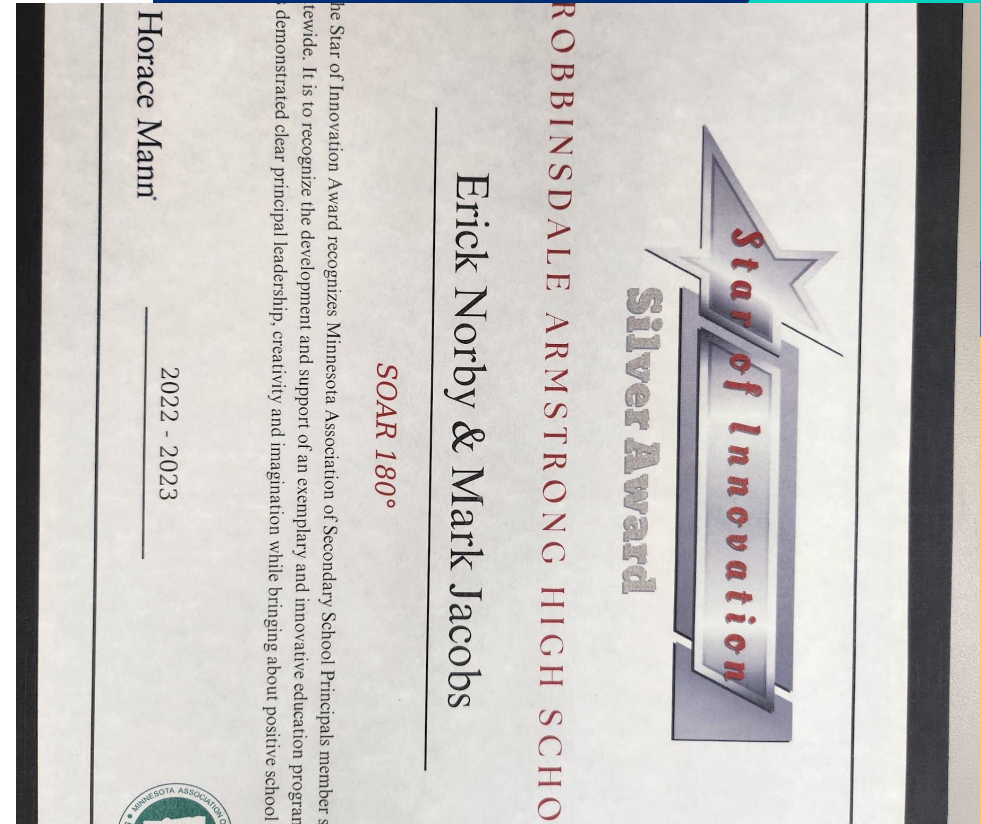 Star of Innovation
Silver Award
ROBBINSDALE ARMSTRONG HIGH SCHO
Erick Norby & Mark Jacobs
SOAR 180°
he Star of Innovation Award recognizes Minnesota Association of Secondary School Principals member s
tewide. It is to recognize the development and support of an exemplary and innovative education program
s demonstrated clear principal leadership, creativity and imagination while bringing about positive school
2022 - 2023
Horace Mann
MINNESOTA ASSOCIATION O